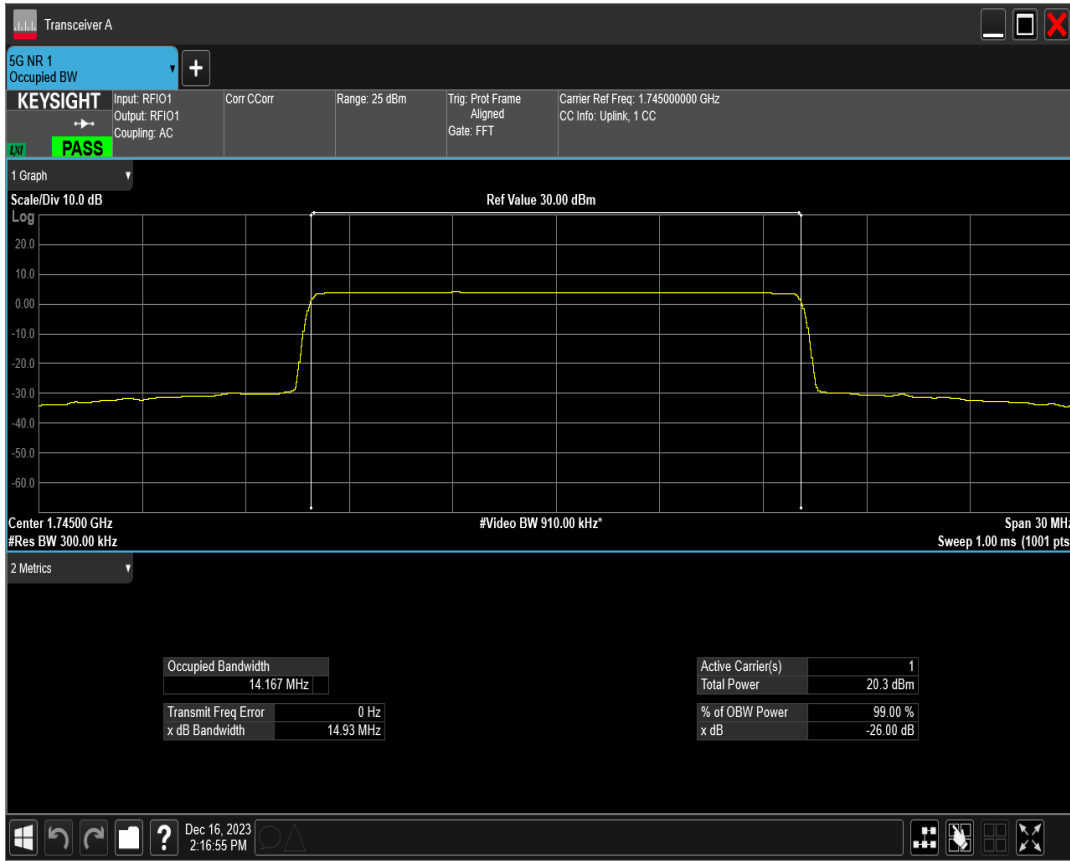 Transceiver A
5G NR 1
Occupied BW
+
KEYSIGHT
LXI
PASS
Input: RFIO1
Output: RFIO1
Coupling: AC
Corr CCorr
Range: 25 dBm
Trig: Prot Frame
Aligned
Gate: FFT
Carrier Ref Freq: 1.745000000 GHz
CC Info: Uplink, 1 CC
1 Graph
Scale/Div 10.0 dB
Ref Value 30.00 dBm
Log
20.0
10.0
0.00
-10.0
-20.0
-30.0
-40.0
-50.0
-60.0
Center 1.74500 GHz
#Video BW 910.00 kHz*
Span 30 MHz
#Res BW 300.00 kHz
Sweep 1.00 ms (1001 pts
2 Metrics
Occupied Bandwidth
14.167 MHz
Transmit Freq Error 0 Hz
x dB Bandwidth 14.93 MHz
Active Carrier(s) 1
Total Power 20.3 dBm
% of OBW Power 99.00 %
x dB -26.00 dB
?
Dec 16, 2023
2:16:55 PM